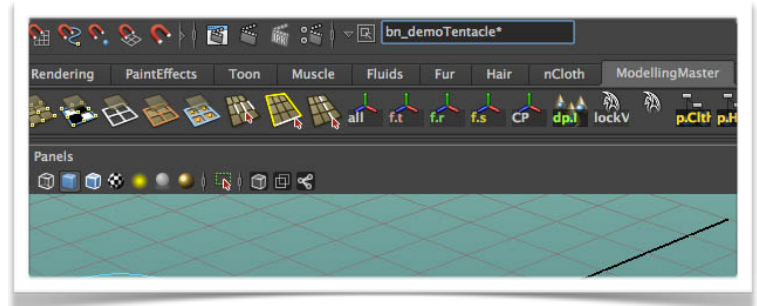 bn_demoTentacle*
Rendering PaintEffects Toon Muscle Fluids Fur Hair nCloth ModellingMaster
all f.t f.r f.s CP dp.l lockV p.Clth p.H
Panels